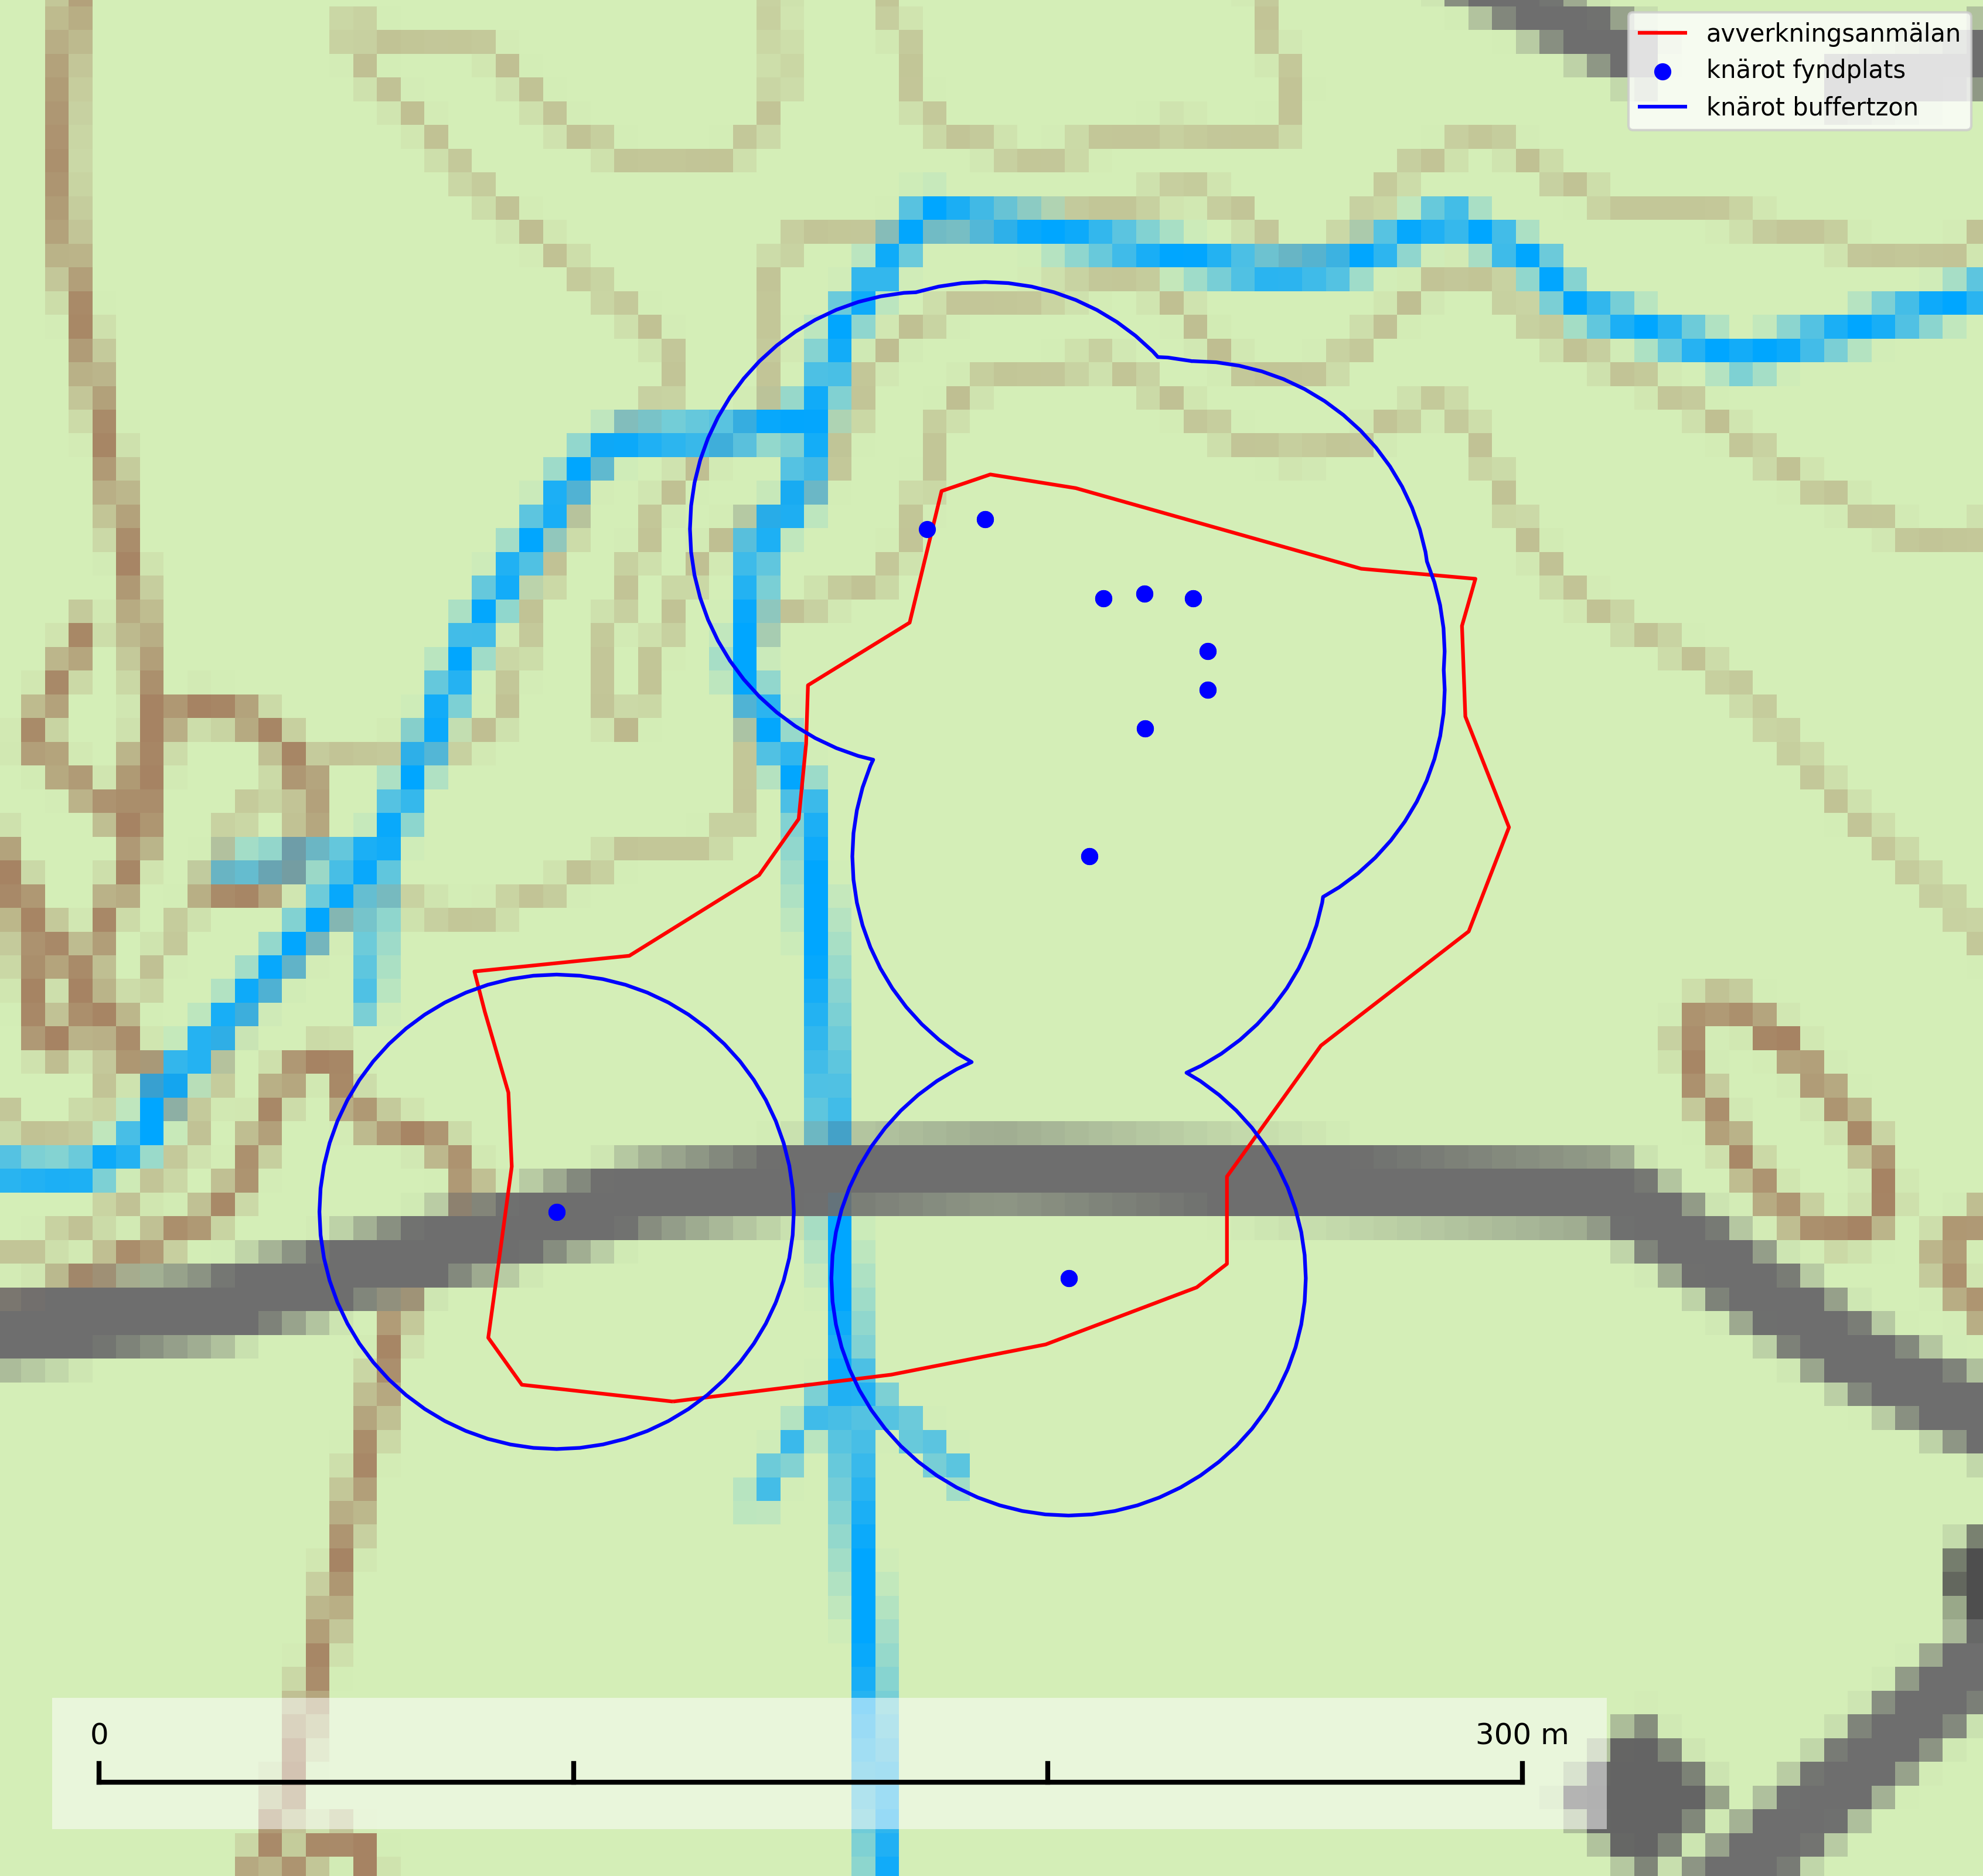 avverkningsanmälan
knärot fyndplats
knärot buffertzon
0
300 m